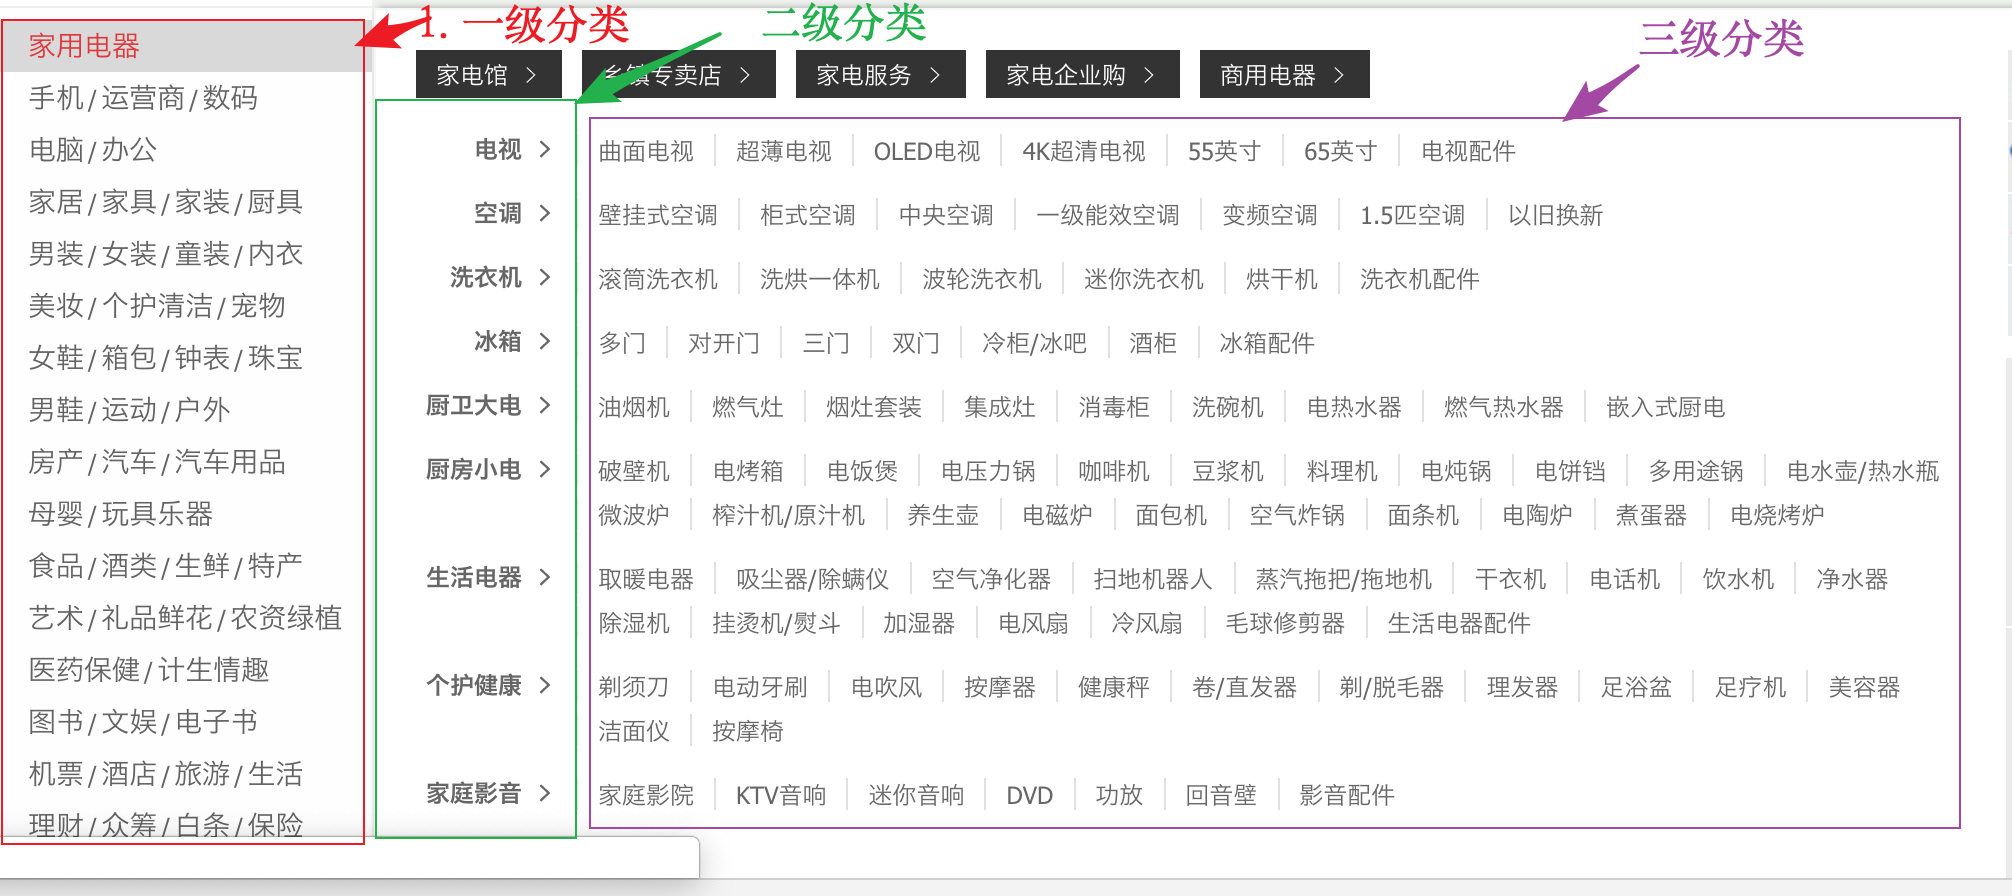 1. 一级分类
二级分类
三级分类
家用电器
手机/运营商/数码
电脑/办公
家居/家具/家装/厨具
男装/女装/童装/内衣
美妆/个护清洁/宠物
女鞋/箱包/钟表/珠宝
男鞋/运动/户外
房产/汽车/汽车用品
母婴/玩具乐器
食品/酒类/生鲜/特产
艺术/礼品鲜花/农资绿植
医药保健/计生情趣
图书/文娱/电子书
机票/酒店/旅游/生活
理财/众筹/白条/保险
家电馆 > 乡镇专卖店 > 家电服务 > 家电企业购 > 商用电器 >
电视 > 曲面电视 超薄电视 OLED电视 4K超清电视 55英寸 65英寸 电视配件
空调 > 壁挂式空调 柜式空调 中央空调 一级能效空调 变频空调 1.5匹空调 以旧换新
洗衣机 > 滚筒洗衣机 洗烘一体机 波轮洗衣机 迷你洗衣机 烘干机 洗衣机配件
冰箱 > 多门 对开门 三门 双门 冷柜/冰吧 酒柜 冰箱配件
厨卫大电 > 油烟机 燃气灶 烟灶套装 集成灶 消毒柜 洗碗机 电热水器 燃气热水器 嵌入式厨电
厨房小电 > 破壁机 电烤箱 电饭煲 电压力锅 咖啡机 豆浆机 料理机 电炖锅 电饼铛 多用途锅 电水壶/热水瓶
微波炉 榨汁机/原汁机 养生壶 电磁炉 面包机 空气炸锅 面条机 电陶炉 煮蛋器 电烧烤炉
生活电器 > 取暖电器 吸尘器/除螨仪 空气净化器 扫地机器人 蒸汽拖把/拖地机 干衣机 电话机 饮水机 净水器
除湿机 挂烫机/熨斗 加湿器 电风扇 冷风扇 毛球修剪器 生活电器配件
个护健康 > 剃须刀 电动牙刷 电吹风 按摩器 健康秤 卷/直发器 剃/脱毛器 理发器 足浴盆 足疗机 美容器
洁面仪 按摩椅
家庭影音 > 家庭影院 KTV音响 迷你音响 DVD 功放 回音壁 影音配件